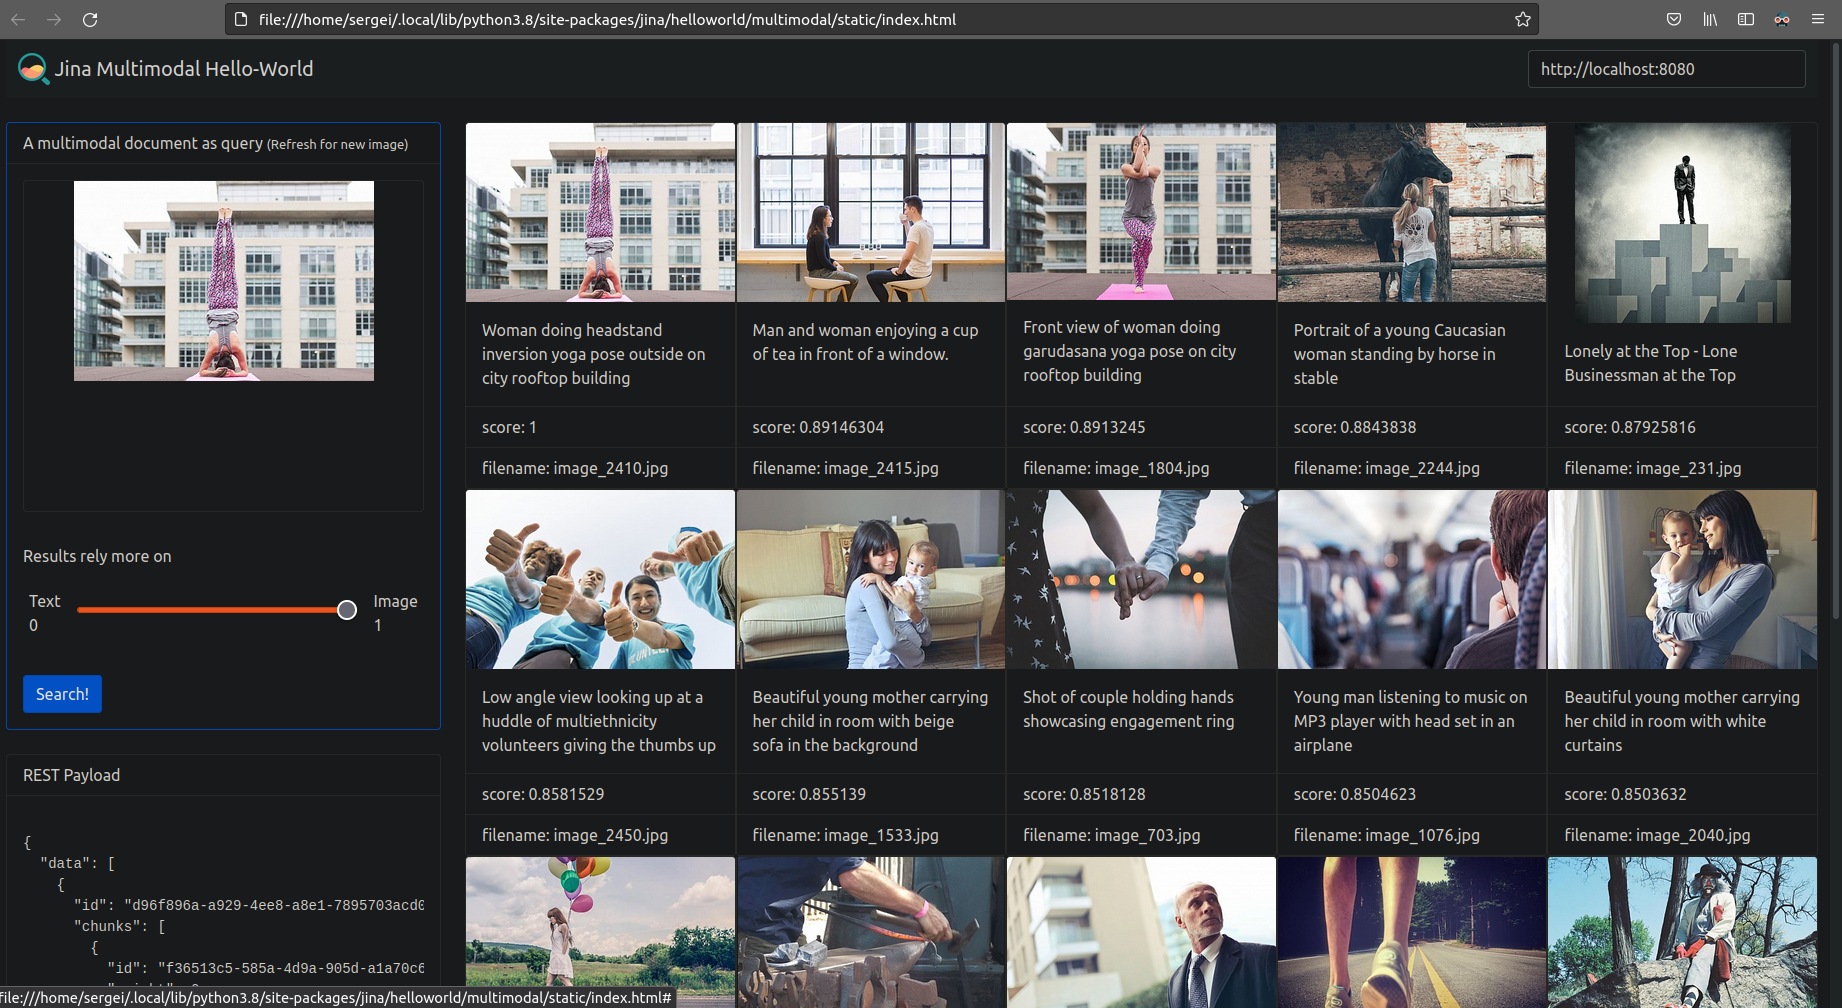 file:///home/sergei/.local/lib/python3.8/site-packages/jina/helloworld/multimodal/static/index.html
Jina Multimodal Hello-World
http://localhost:8080
A multimodal document as query (Refresh for new image)
Results rely more on
Text
0
Image
1
Search!
REST Payload
{
"data": [
{
"id": "d96f896a-a929-4ee8-a8e1-7895703acd0
"chunks": [
{
"id": "f36513c5-585a-4d9a-905d-a1a70c6
Woman doing headstand
inversion yoga pose outside on
city rooftop building
score: 1
filename: image_2410.jpg
Man and woman enjoying a cup
of tea in front of a window.
score: 0.89146304
filename: image_2415.jpg
Front view of woman doing
garudasana yoga pose on city
rooftop building
score: 0.8913245
filename: image_1804.jpg
Portrait of a young Caucasian
woman standing by horse in
stable
score: 0.8843838
filename: image_2244.jpg
Lonely at the Top - Lone
Businessman at the Top
score: 0.87925816
filename: image_231.jpg
Low angle view looking up at a
huddle of multiethnicity
volunteers giving the thumbs up
score: 0.8581529
filename: image_2450.jpg
Beautiful young mother carrying
her child in room with beige
sofa in the background
score: 0.855139
filename: image_1533.jpg
Shot of couple holding hands
showcasing engagement ring
score: 0.8518128
filename: image_703.jpg
Young man listening to music on
MP3 player with head set in an
airplane
score: 0.8504623
filename: image_1076.jpg
Beautiful young mother carrying
her child in room with white
curtains
score: 0.8503632
filename: image_2040.jpg
file:///home/sergei/.local/lib/python3.8/site-packages/jina/helloworld/multimodal/static/index.html#